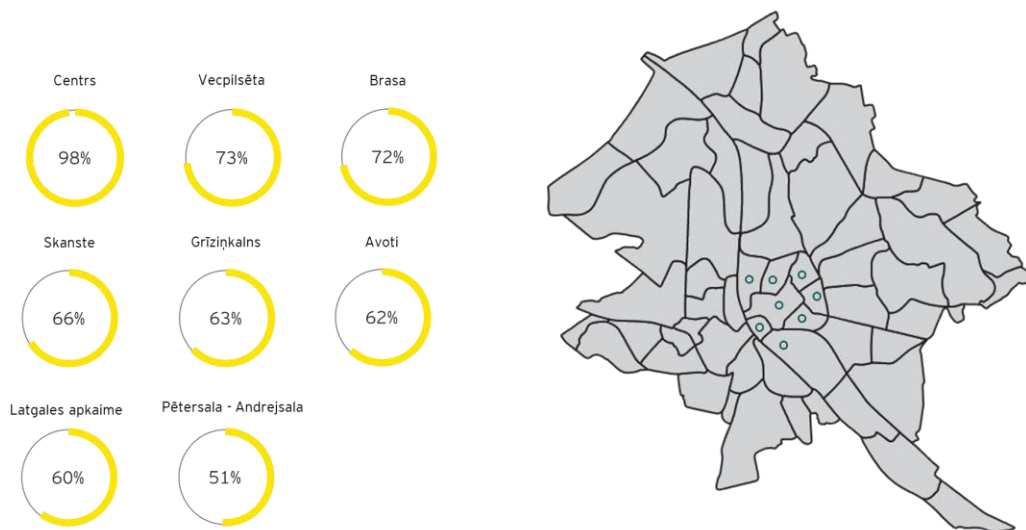 Centrs
Vecpilsēta
Brasa
98%
73%
72%
Skanste
Grīziņkalns
Avoti
66%
63%
62%
Latgales apkaime
Pētersala - Andrejsala
60%
51%